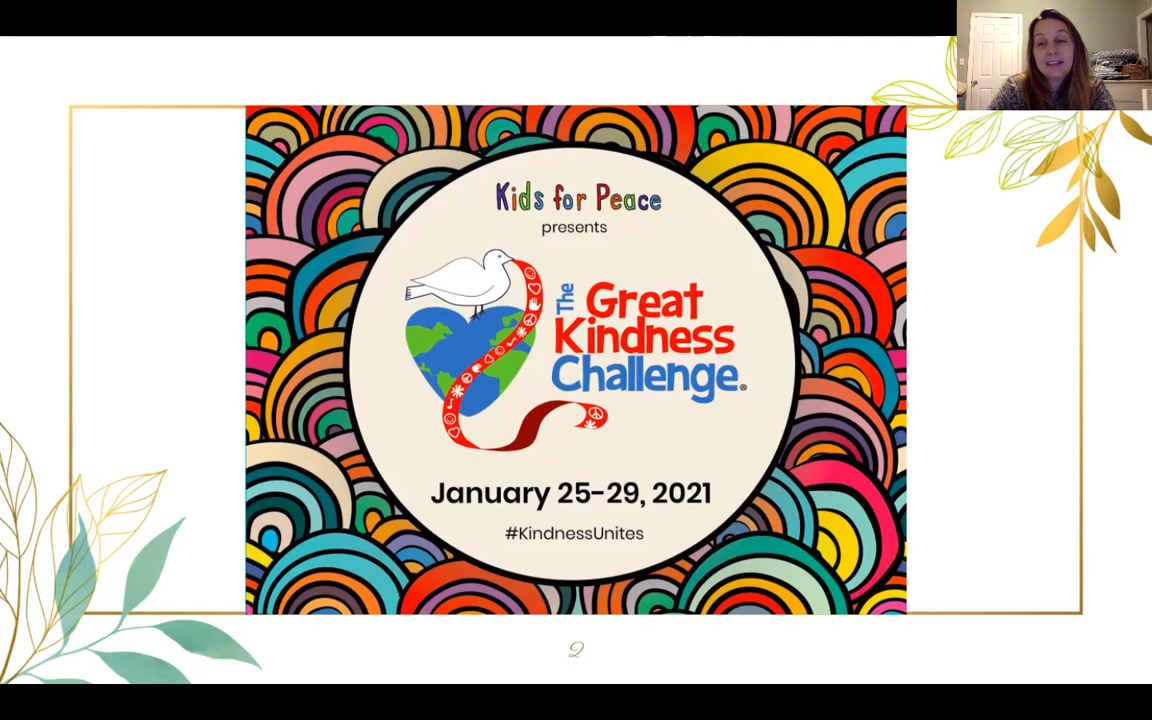 Kids for Peace
presents
The
Great
Kindness
Challenge®
January 25-29, 2021
#KindnessUnites
2